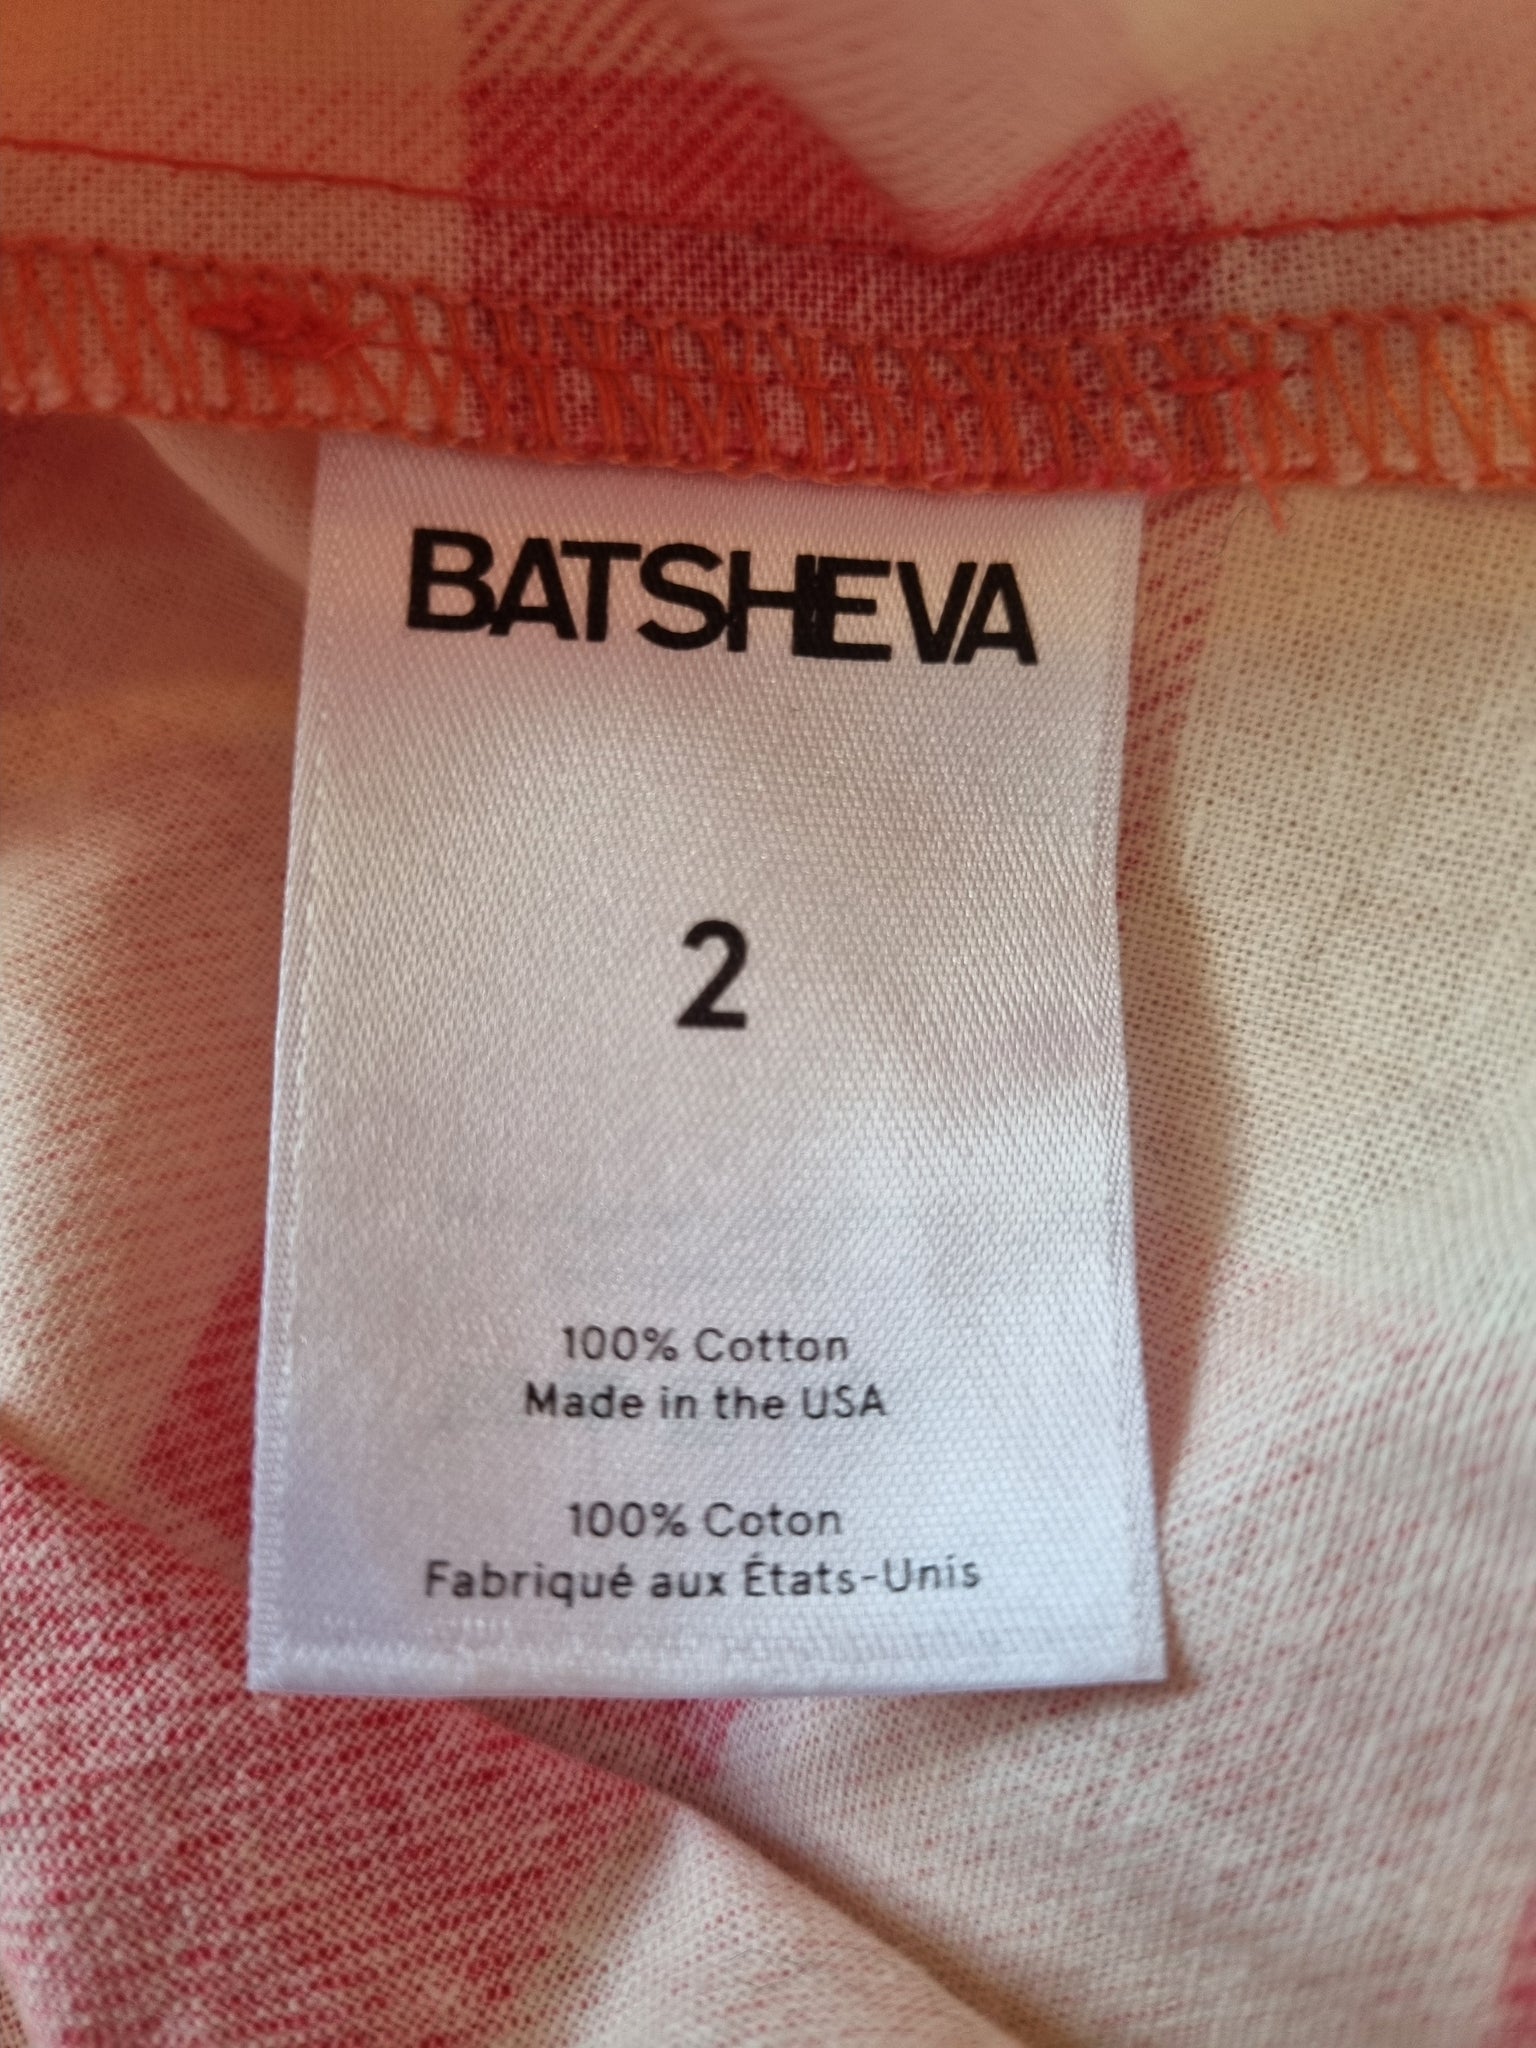 BATSHEVA
2
100% Cotton
Made in the USA
100% Coton
Fabriqué aux États-Unis